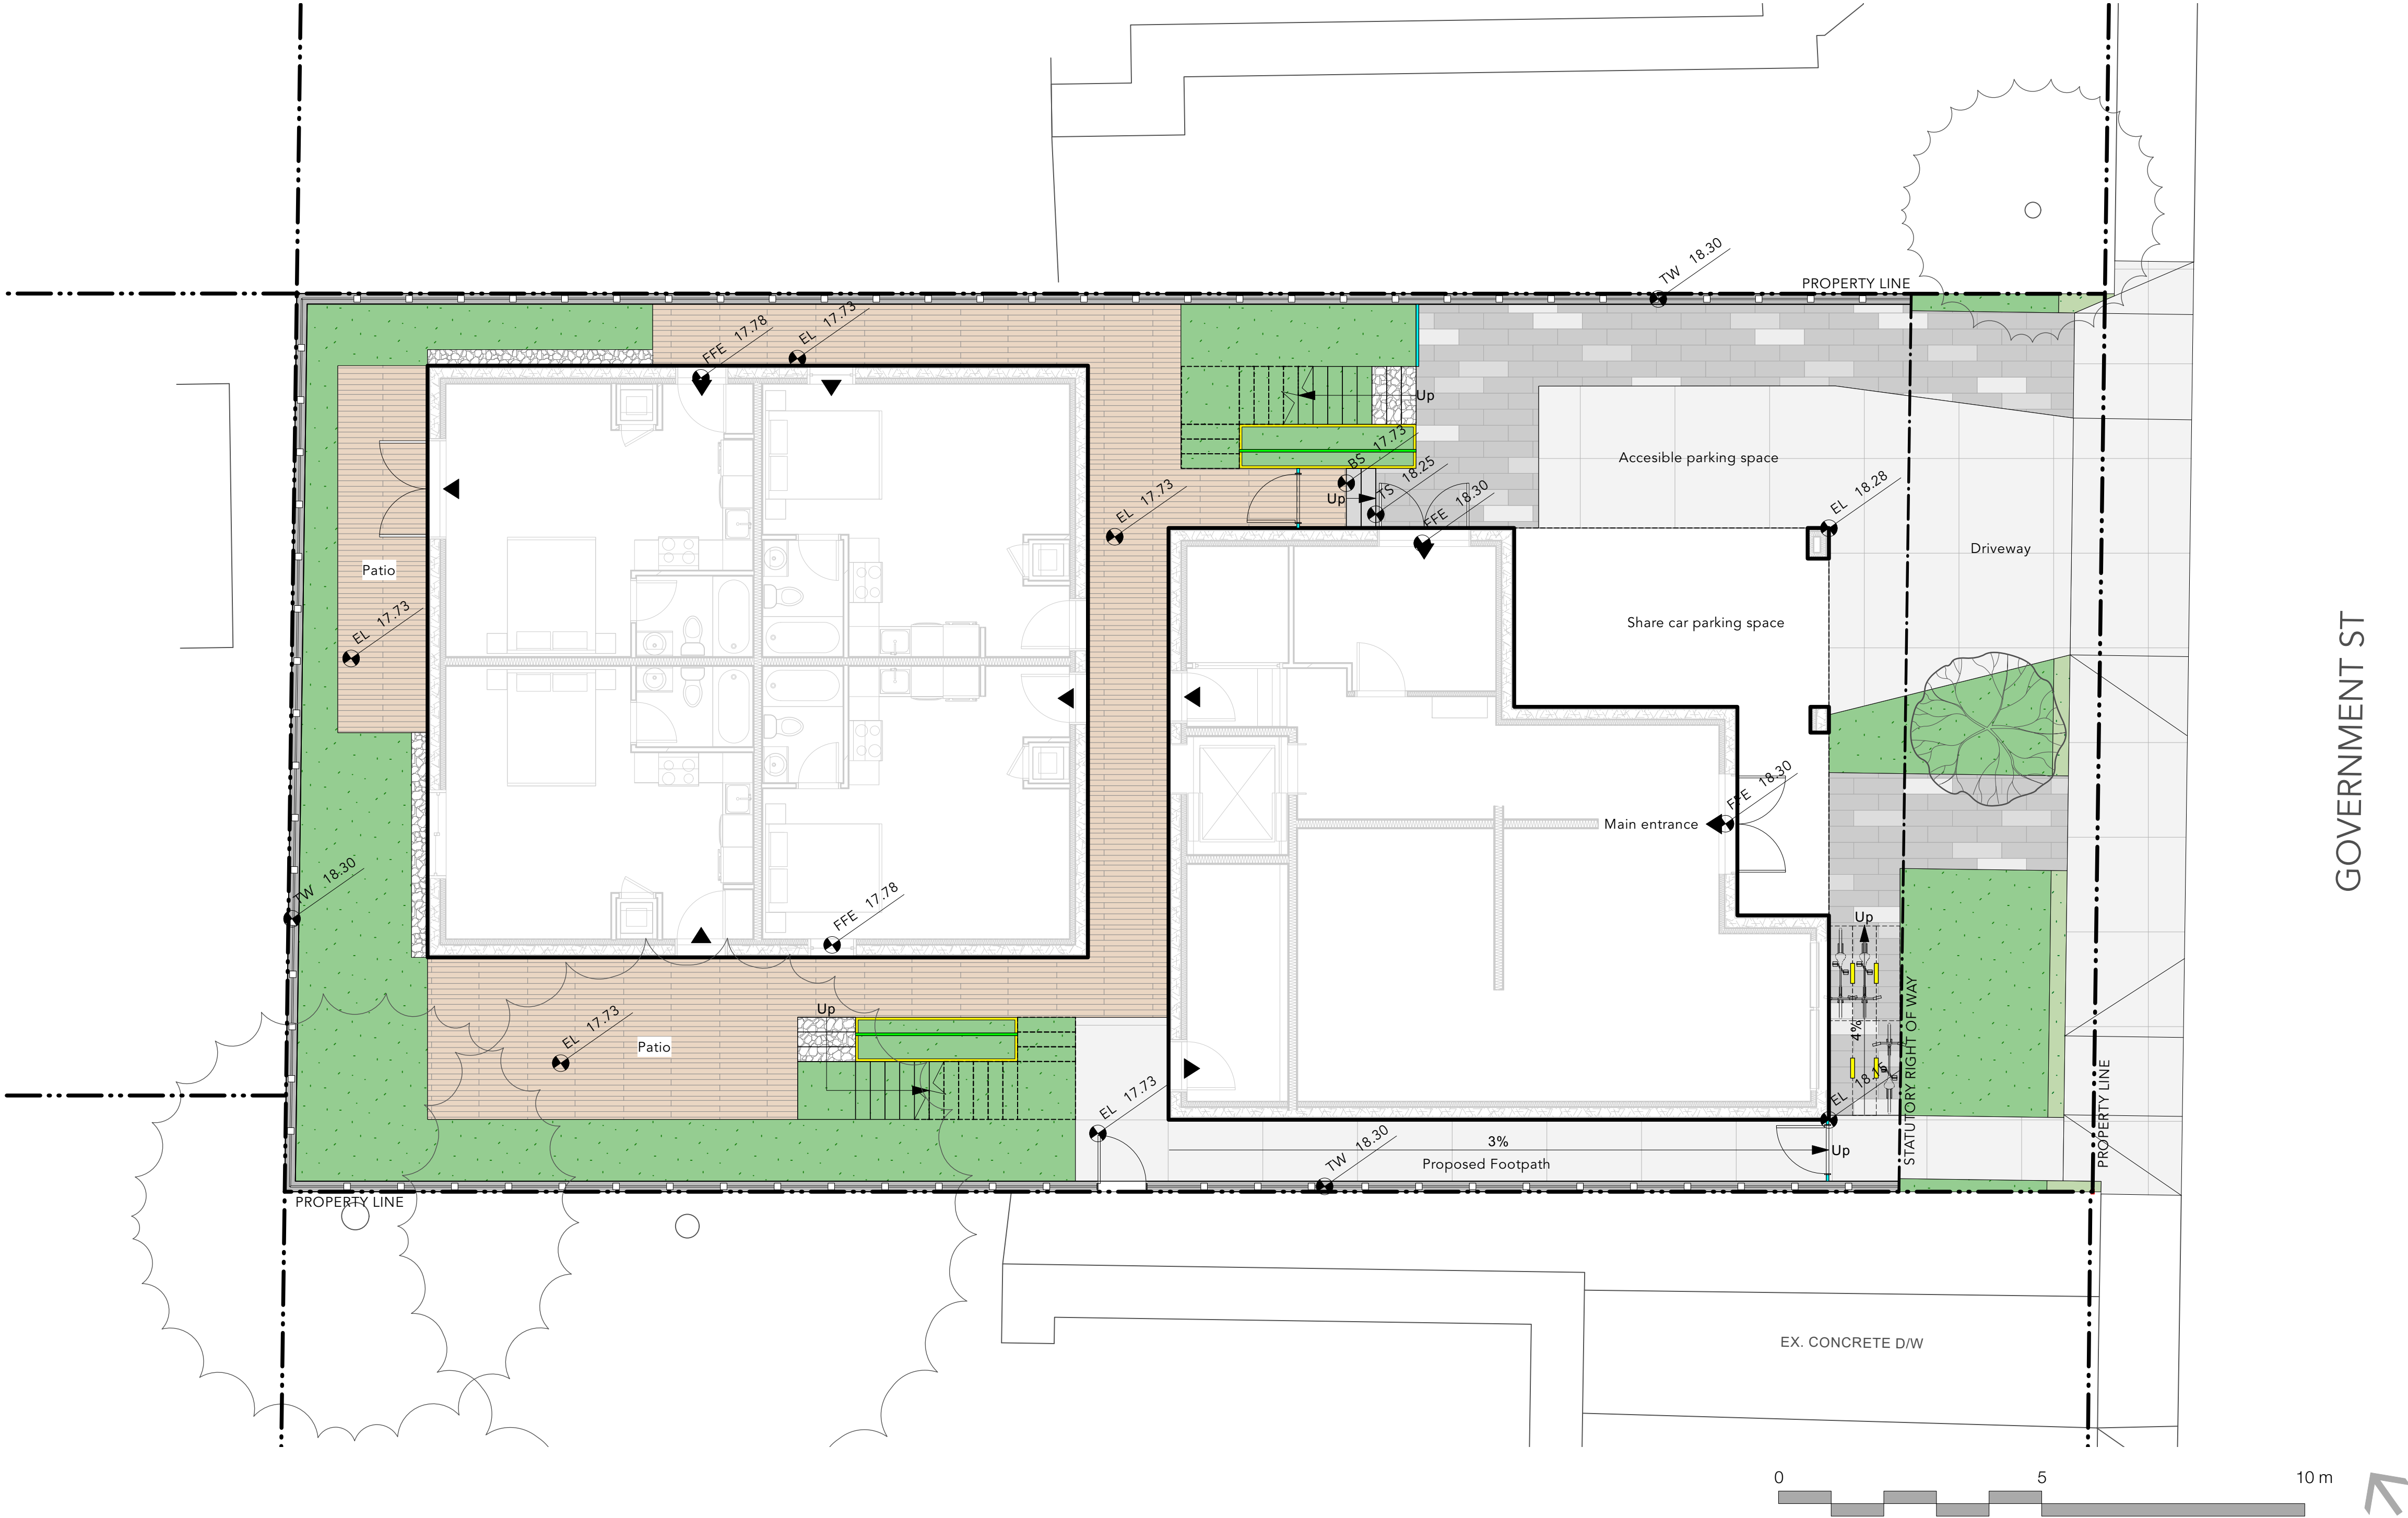 TW 18.30
PROPERTY LINE
EL 17.73
FFE 17.78
Up
BS 17.73
TS 18.25
Accesible parking space
EL 18.28
Up
FFE 18.30
EL 17.73
Driveway
Patio
EL 17.73
Share car parking space
GOVERNMENT ST
FFE 18.30
Main entrance
TW 18.30
FFE 17.78
Up
EL 17.73
Patio
Up
4%
STATUTORY RIGHT OF WAY
EL 17.73
PROPERTY LINE
TW 18.30
3%
Proposed Footpath
Up
PROPERTY LINE
EX. CONCRETE D/W
0 5 10 m